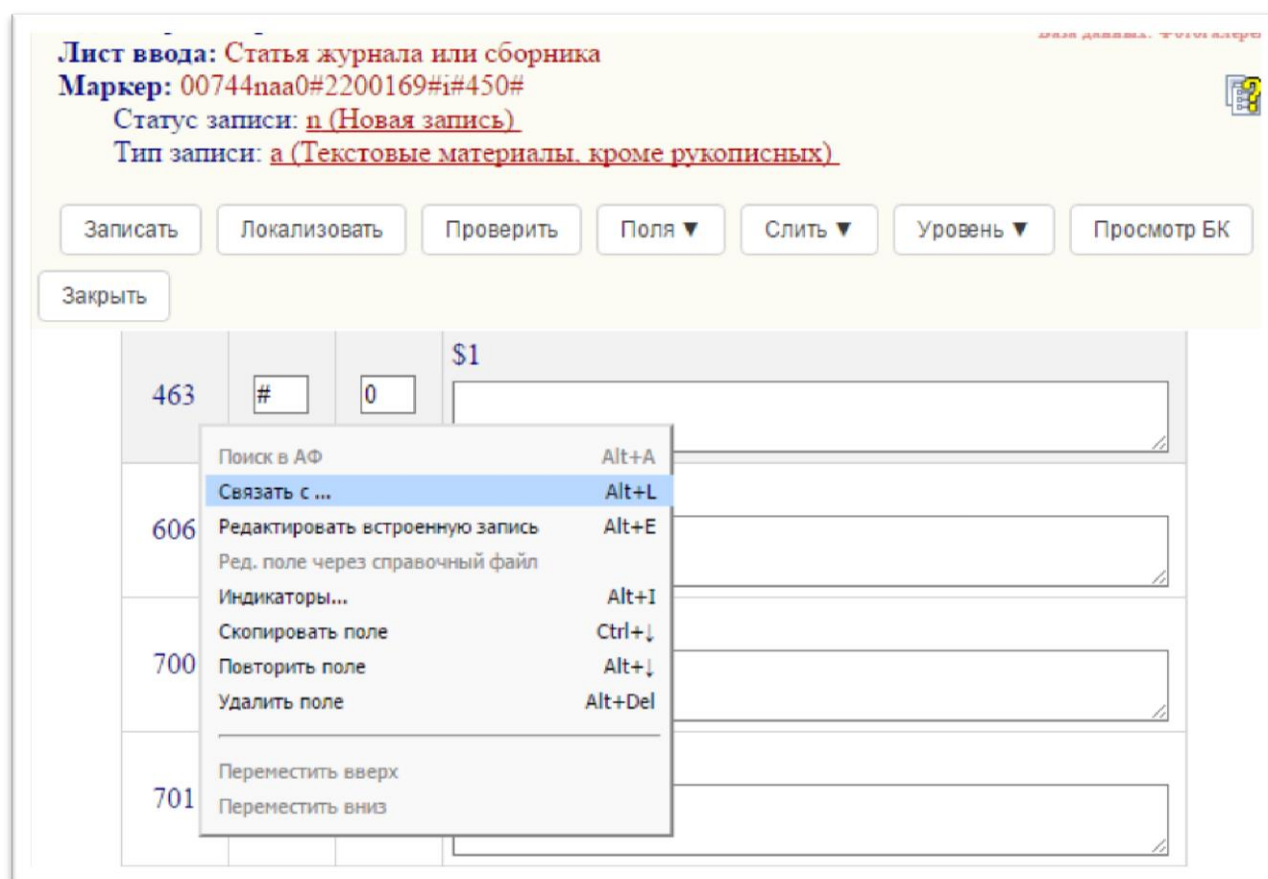 База данных: Фотогалерея
Лист ввода: Статья журнала или сборника
Маркер: 00744naa0#2200169#i#450#
Статус записи: n (Новая запись)
Тип записи: a (Текстовые материалы, кроме рукописных)
Записать Локализовать Проверить Поля ▼ Слить ▼ Уровень ▼ Просмотр БК
Закрыть
$1
463 # 0
Поиск в АФ Alt+A
Связать с ... Alt+L
606 Редактировать встроенную запись Alt+E
Ред. поле через справочный файл
Индикаторы... Alt+I
Скопировать поле Ctrl+↓
700 Повторить поле Alt+↓
Удалить поле Alt+Del
Переместить вверх
701 Переместить вниз